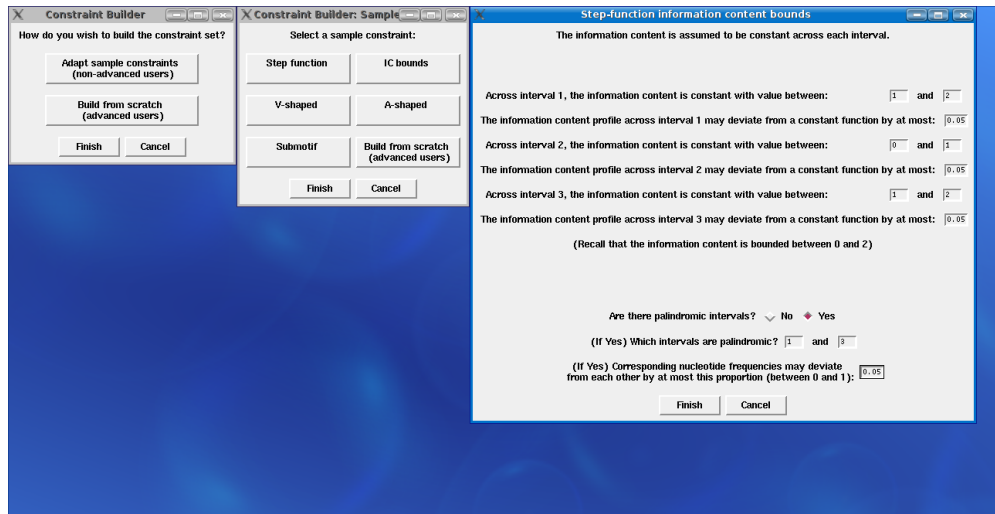 Constraint Builder
How do you wish to build the constraint set?
Adapt sample constraints
(non-advanced users)
Build from scratch
(advanced users)
Finish Cancel
Constraint Builder: Sample
Select a sample constraint:
Step function IC bounds
V-shaped A-shaped
Submotif Build from scratch
(advanced users)
Finish Cancel
Step-function information content bounds
The information content is assumed to be constant across each interval.
Across interval 1, the information content is constant with value between: 1 and 2
The information content profile across interval 1 may deviate from a constant function by at most: 0.05
Across interval 2, the information content is constant with value between: 0 and 1
The information content profile across interval 2 may deviate from a constant function by at most: 0.05
Across interval 3, the information content is constant with value between: 1 and 2
The information content profile across interval 3 may deviate from a constant function by at most: 0.05
(Recall that the information content is bounded between 0 and 2)
Are there palindromic intervals? No Yes
(If Yes) Which intervals are palindromic? 1 and 3
(If Yes) Corresponding nucleotide frequencies may deviate
from each other by at most this proportion (between 0 and 1): 0.05
Finish Cancel